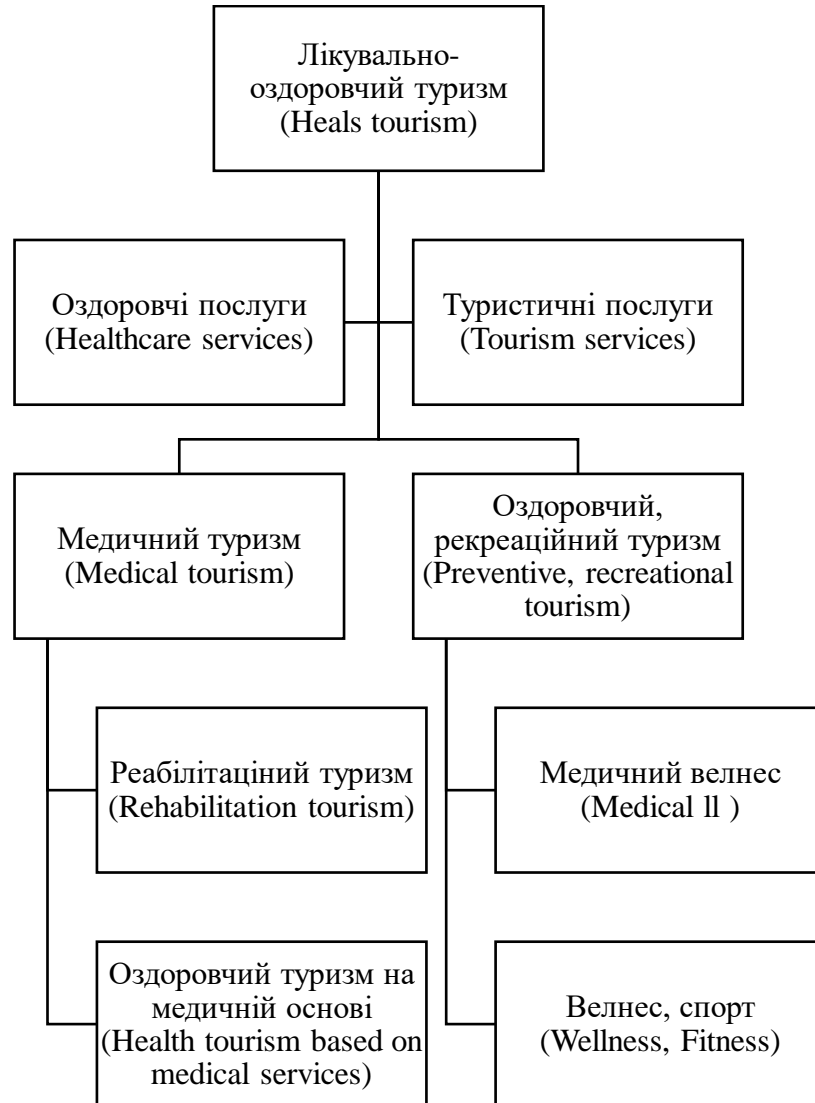 Лікувально-
оздоровчий туризм
(Heals tourism)
Оздоровчі послуги
(Healthcare services)
Туристичні послуги
(Tourism services)
Медичний туризм
(Medical tourism)
Оздоровчий,
рекреаційний туризм
(Preventive, recreational
tourism)
Реабілітаціний туризм
(Rehabilitation tourism)
Медичний велнес
(Medical ll )
Оздоровчий туризм на
медичній основі
(Health tourism based on
medical services)
Велнес, спорт
(Wellness, Fitness)